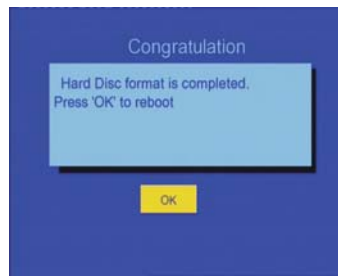 Congratulation
Hard Disc format is completed.
Press 'OK' to reboot
OK